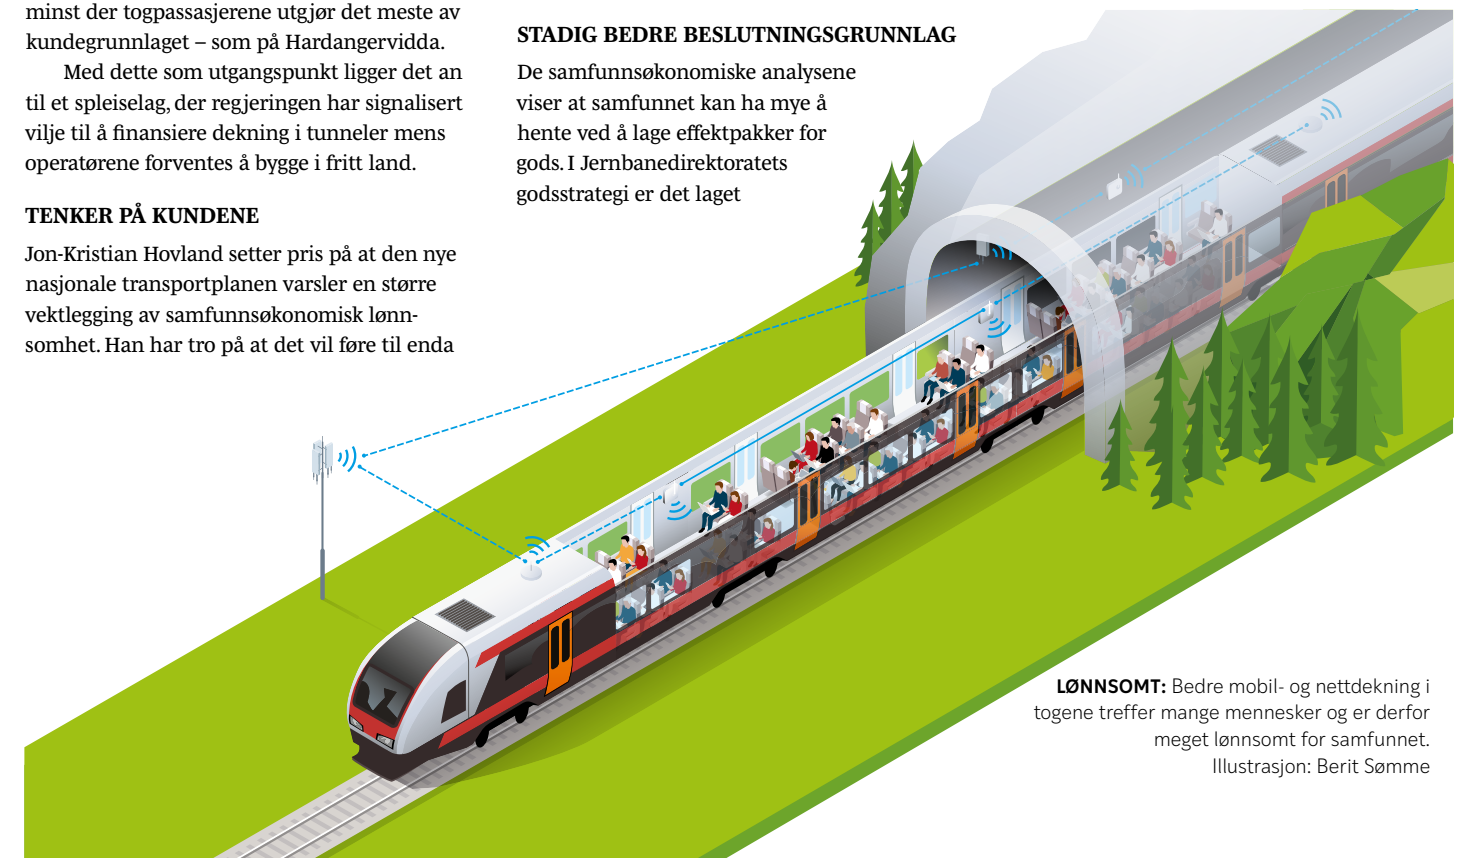 minst der togpassasjerene utgjør det meste av
kundegrunnlaget – som på Hardangervidda.
Med dette som utgangspunkt ligger det an
til et spleiselag, der regjeringen har signalisert
vilje til å finansiere dekning i tunneler mens
operatørene forventes å bygge i fritt land.
TENKER PÅ KUNDENE
Jon-Kristian Hovland setter pris på at den nye
nasjonale transportplanen varsler en større
vektlegging av samfunnsøkonomisk lønn-
somhet. Han har tro på at det vil føre til enda
STADIG BEDRE BESLUTNINGSGRUNNLAG
De samfunnsøkonomiske analysene
viser at samfunnet kan ha mye å
hente ved å lage effektpakker for
gods. I Jernbanedirektoratets
godsstrategi er det laget
LØNNSOMT: Bedre mobil- og nettdekning i
togene treffer mange mennesker og er derfor
meget lønnsomt for samfunnet.
Illustrasjon: Berit Sømme